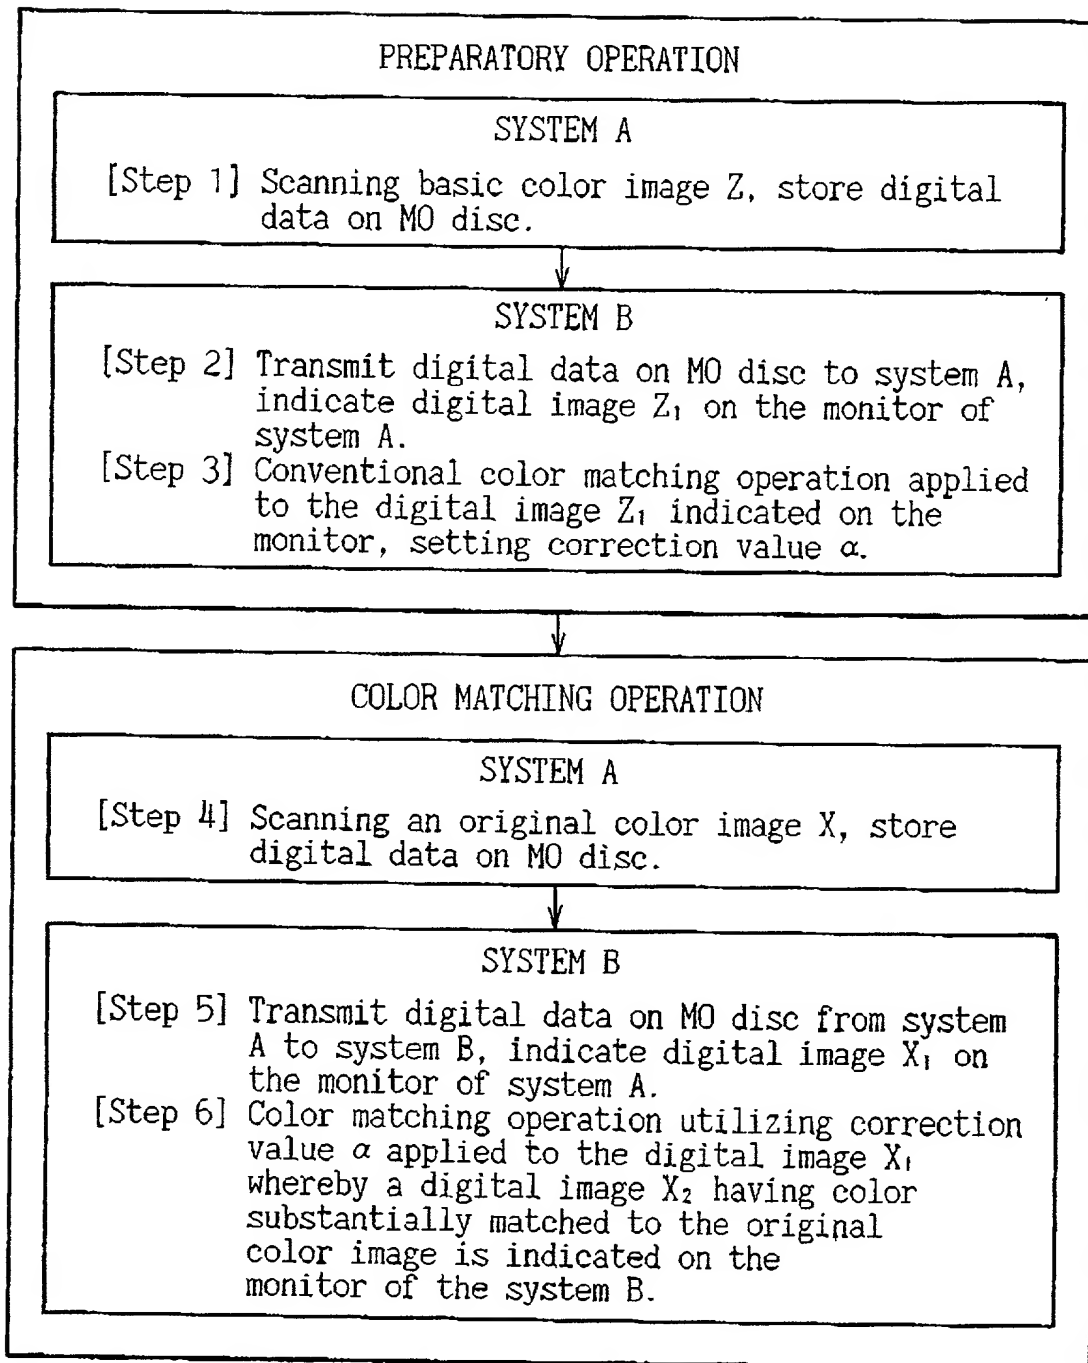 PREPARATORY OPERATION
SYSTEM A
[Step 1] Scanning basic color image Z, store digital
data on MO disc.
SYSTEM B
[Step 2] Transmit digital data on MO disc to system A,
indicate digital image Z₁ on the monitor of
system A.
[Step 3] Conventional color matching operation applied
to the digital image Z₁ indicated on the
monitor, setting correction value α.
COLOR MATCHING OPERATION
SYSTEM A
[Step 4] Scanning an original color image X, store
digital data on MO disc.
SYSTEM B
[Step 5] Transmit digital data on MO disc from system
A to system B, indicate digital image X₁ on
the monitor of system A.
[Step 6] Color matching operation utilizing correction
value α applied to the digital image X₁
whereby a digital image X₂ having color
substantially matched to the original
color image is indicated on the
monitor of the system B.